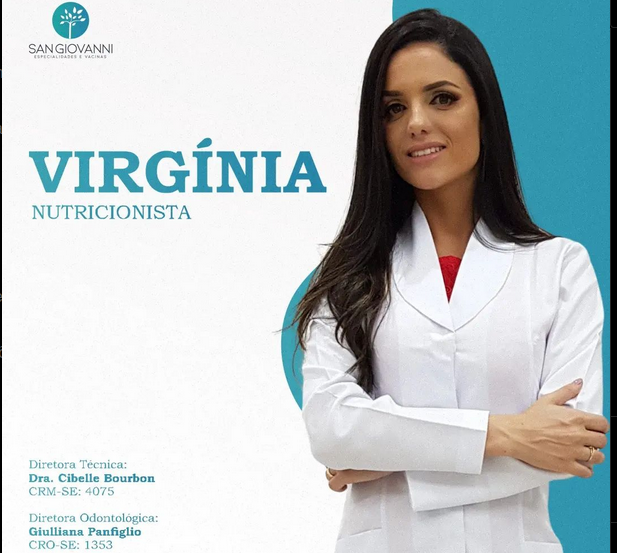 SAN GIOVANNI
ESPECIALIDADES E VACINAS
VIRGÍNIA
NUTRICIONISTA
Diretora Técnica:
Dra. Cibelle Bourbon
CRM-SE: 4075
Diretora Odontológica:
Giulliana Panfiglio
CRO-SE: 1353